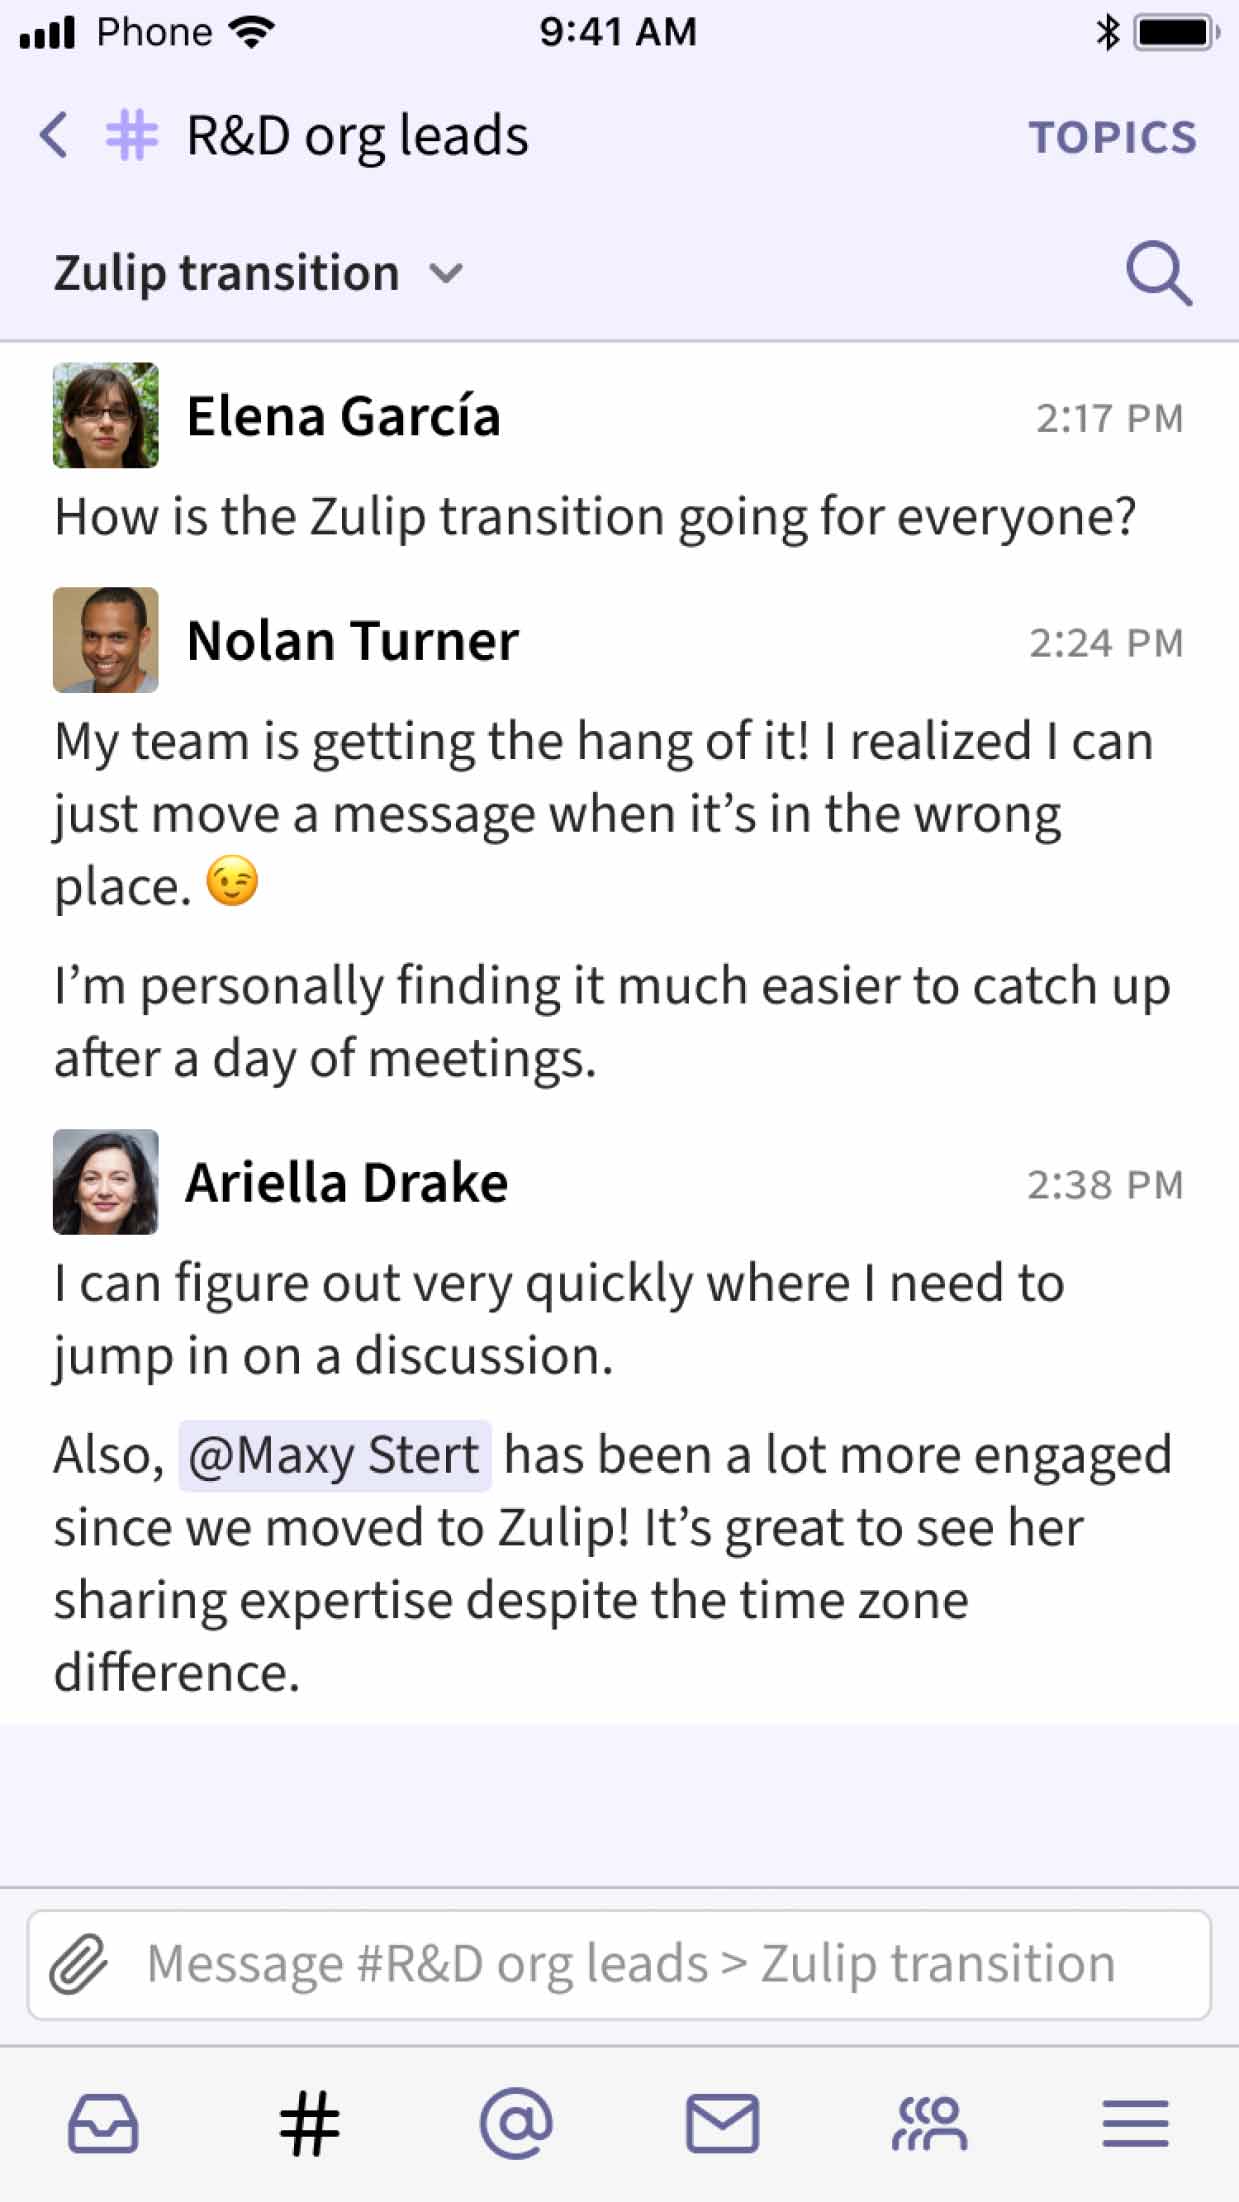 Phone 9:41 AM
R&D org leads TOPICS
Zulip transition
Elena García 2:17 PM
How is the Zulip transition going for everyone?
Nolan Turner 2:24 PM
My team is getting the hang of it! I realized I can
just move a message when it’s in the wrong
place. 😉
I’m personally finding it much easier to catch up
after a day of meetings.
Ariella Drake 2:38 PM
I can figure out very quickly where I need to
jump in on a discussion.
Also, @Maxy Stert has been a lot more engaged
since we moved to Zulip! It’s great to see her
sharing expertise despite the time zone
difference.
Message #R&D org leads > Zulip transition